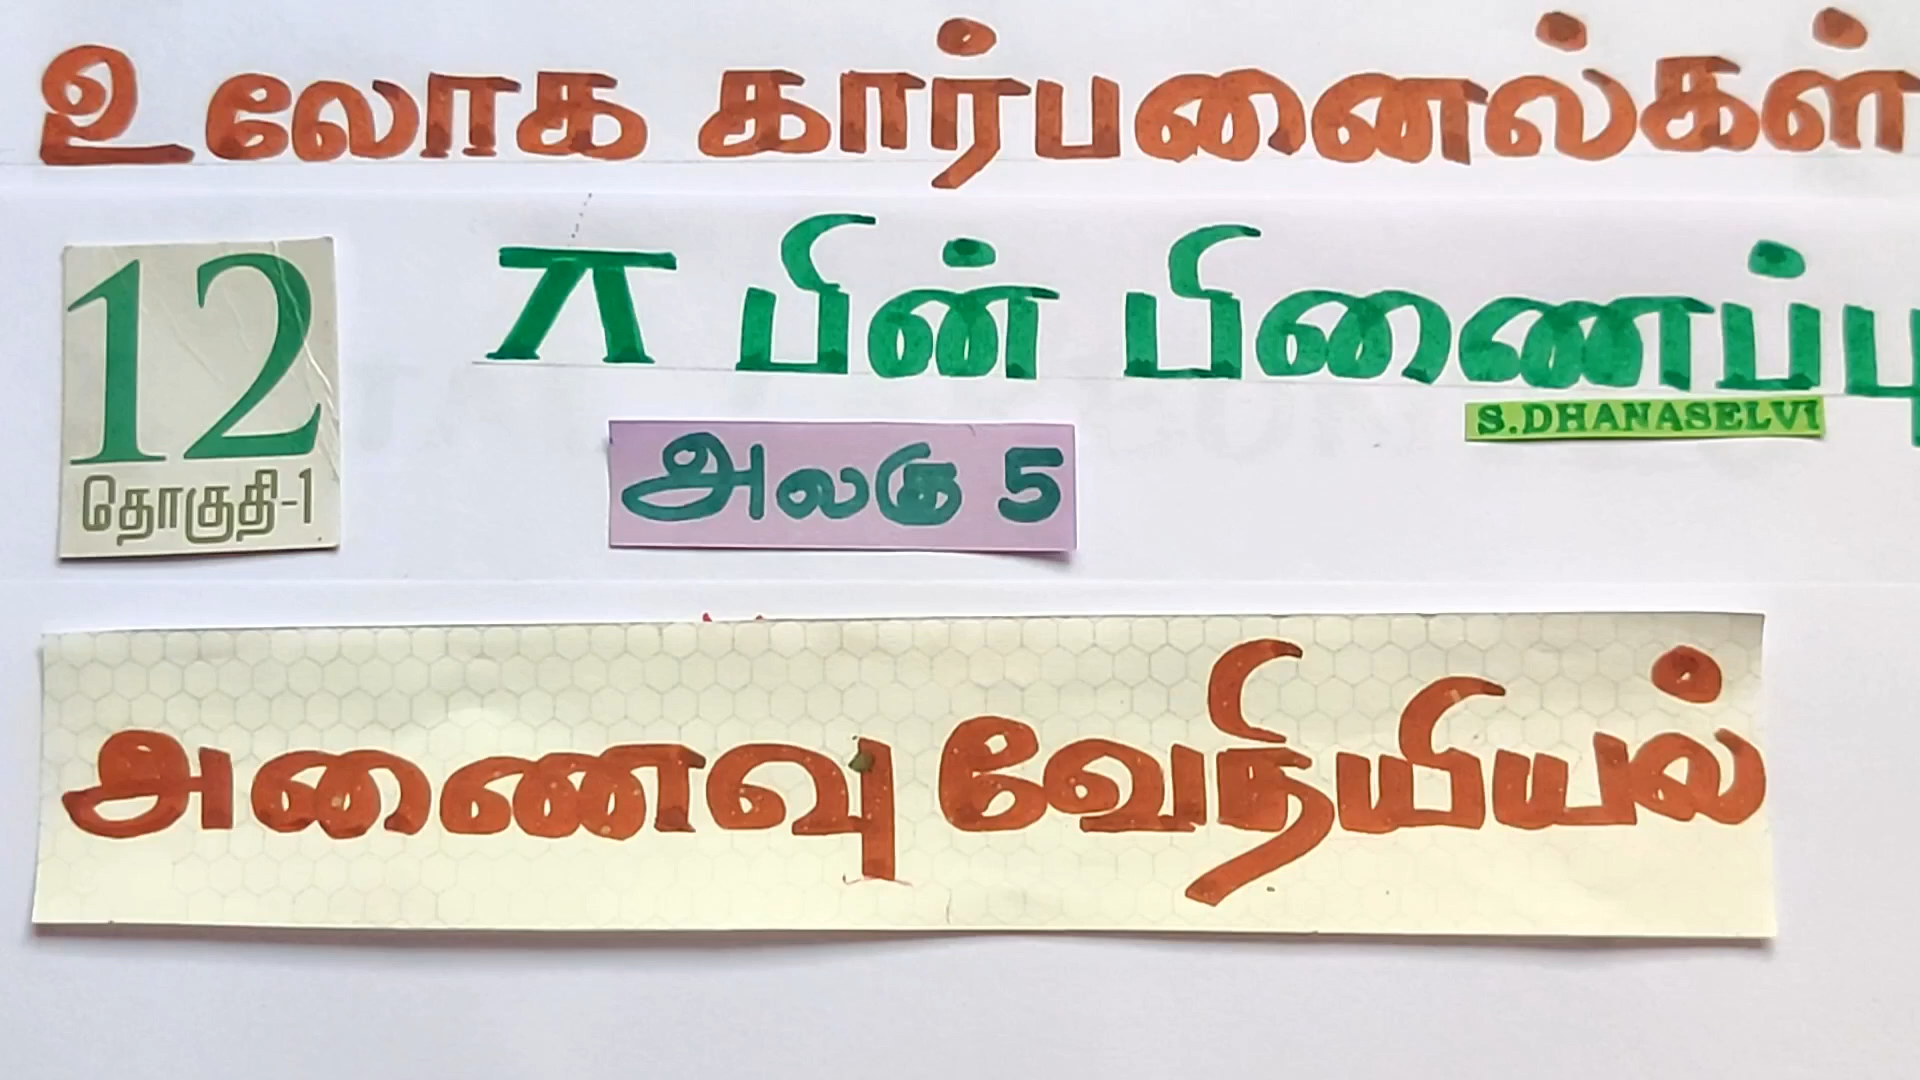 உலோக கார்பனைல்கள்
π பின் பிணைப்பு
S.DHANASELVI
12
தொகுதி-1
அலகு 5
அணைவு வேதியியல்